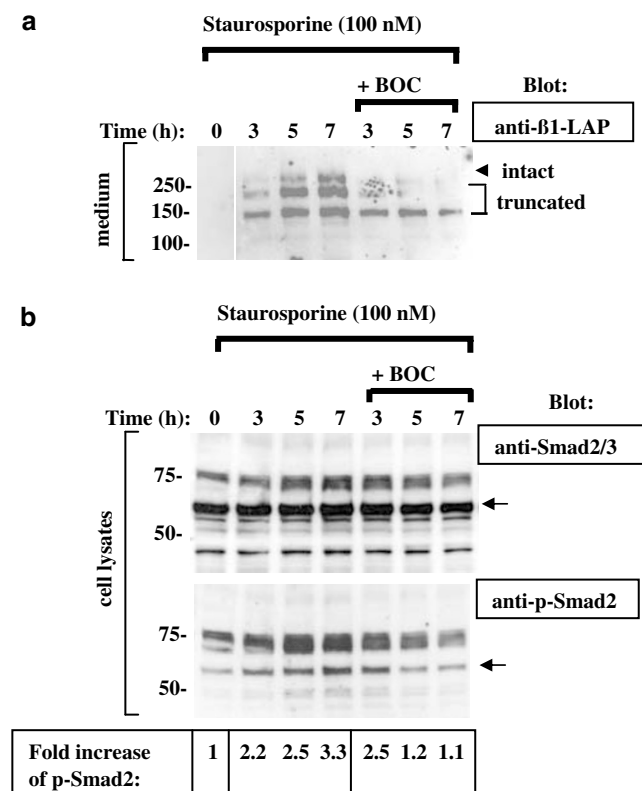 a
Staurosporine (100 nM)
+ BOC
Blot:
Time (h): 0 3 5 7 3 5 7
anti-ß1-LAP
medium
250-
150-
100-
intact
truncated
b
Staurosporine (100 nM)
+ BOC
Blot:
Time (h): 0 3 5 7 3 5 7
anti-Smad2/3
cell lysates
75-
50-
anti-p-Smad2
75-
50-
Fold increase
of p-Smad2:
1 2.2 2.5 3.3 2.5 1.2 1.1